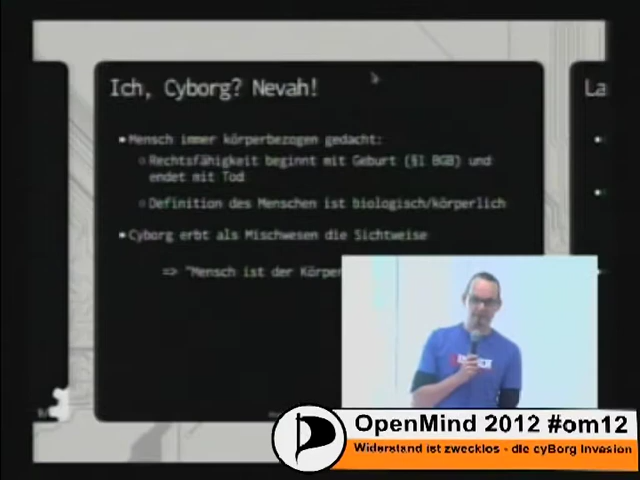 Ich, Cyborg? Nevah!
La
Mensch immer körperbezogen gedacht:
Rechtsfähigkeit beginnt mit Geburt (§1 BGB) und
endet mit Tod
Definition des Menschen ist biologisch/körperlich
Cyborg erbt als Mischwesen die Sichtweise
=> "Mensch ist der Körper
OpenMind 2012 #om12
Widerstand ist zwecklos - die cyBorg Invasion